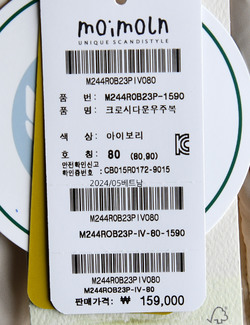 moimoln
UNIQUE SCANDISTYLE
M244R0B23PIV080
품 번: M244R0B23P-1590
품 명: 크로시다운우주복
색 상: 아이보리
호 칭: 80 (80,90)
안전확인신고
확인증번호 : CB015R0172-9015
2024/05베트남
M244R0B23PIV080
M244R0B23P-IV-80-1590
M244R0B23PIV080
M244R0B23P-IV-80
판매가격: ₩ 159,000